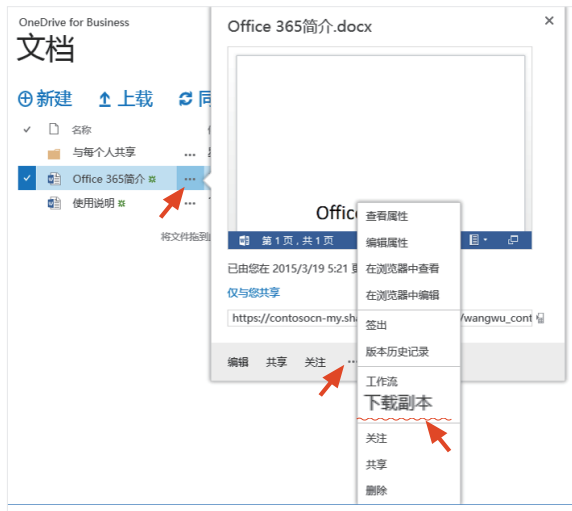 OneDrive for Business
文档
新建 上载
名称
与每个人共享 ...
Office 365简介 ...
使用说明 ...
将文件拖到
Office 365简介.docx
第 1 页 , 共 1 页
已由您在 2015/3/19 5:21
仅与您共享
https://contosocn-my.sha
/wangwu_cont
编辑 共享 关注 ...
查看属性
编辑属性
在浏览器中查看
在浏览器中编辑
签出
版本历史记录
工作流
下载副本
关注
共享
删除